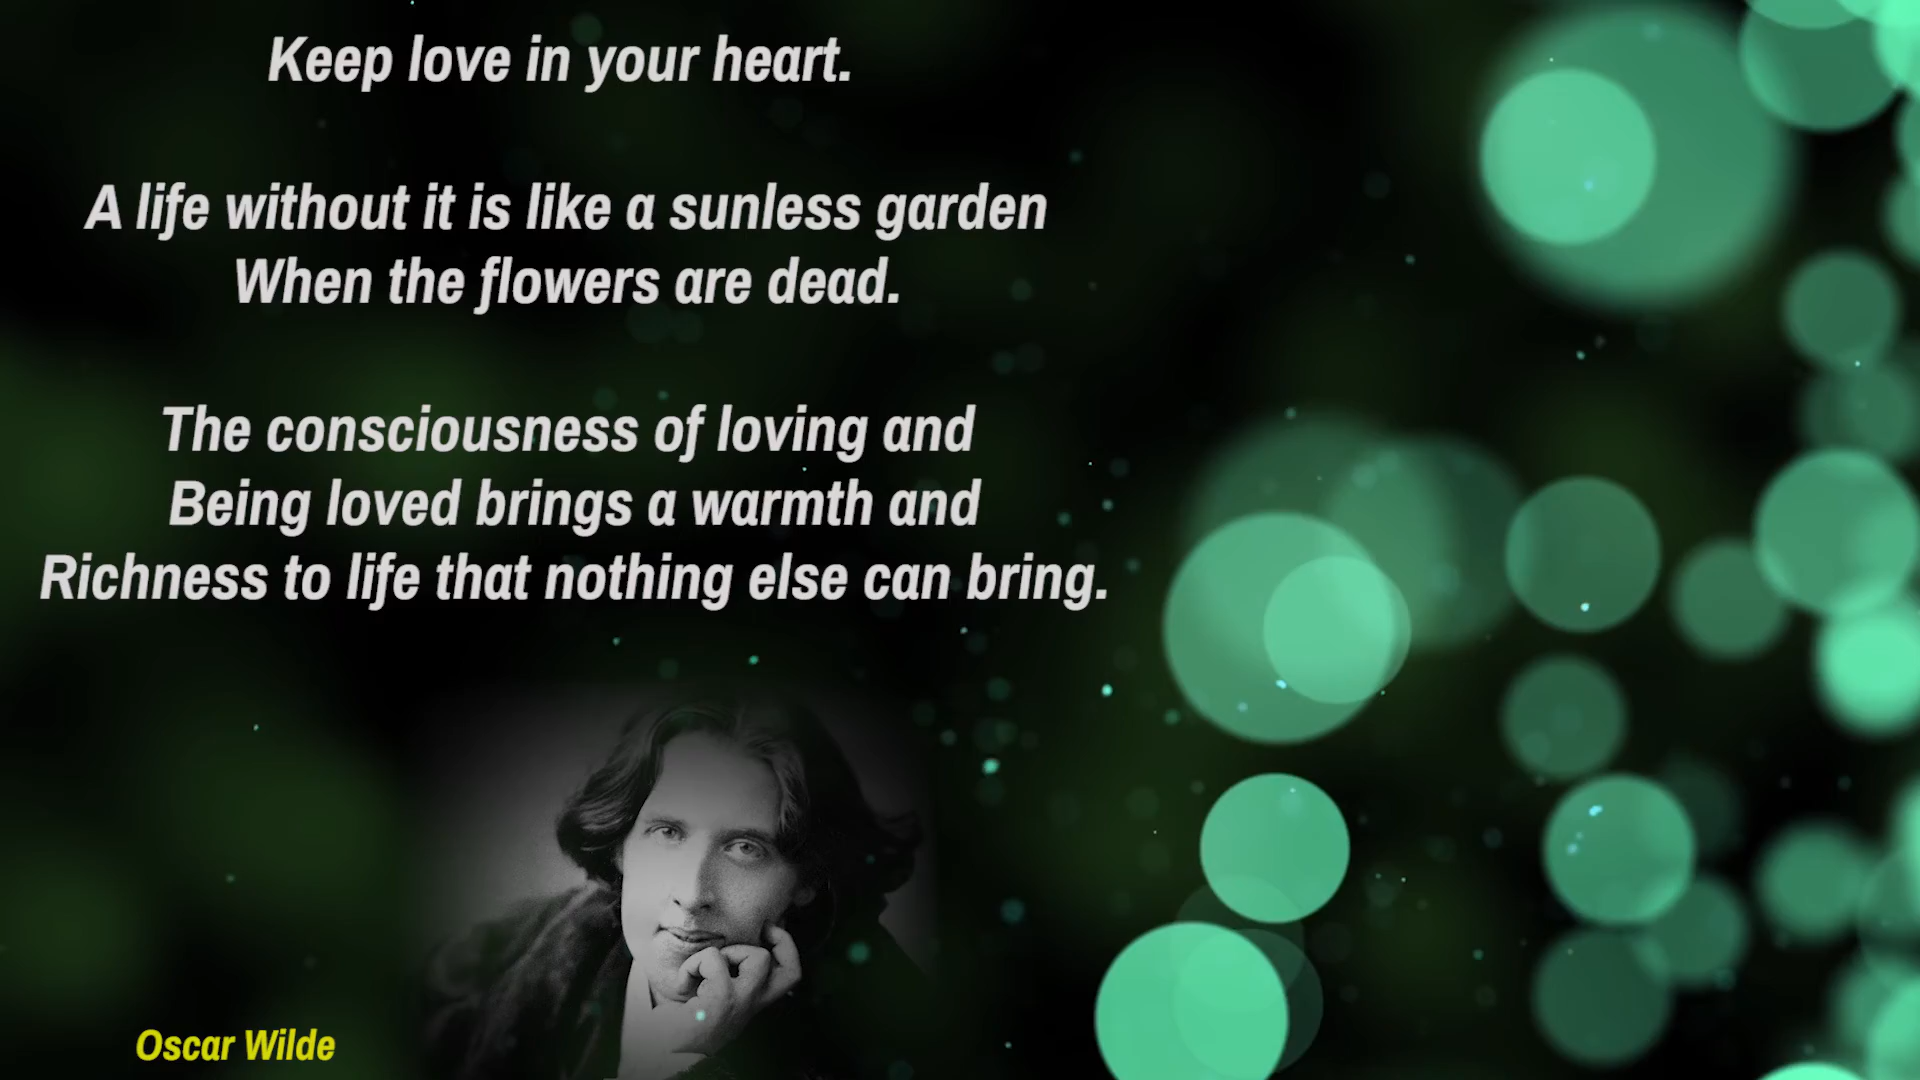 Keep love in your heart.
A life without it is like a sunless garden
When the flowers are dead.
The consciousness of loving and
Being loved brings a warmth and
Richness to life that nothing else can bring.
Oscar Wilde